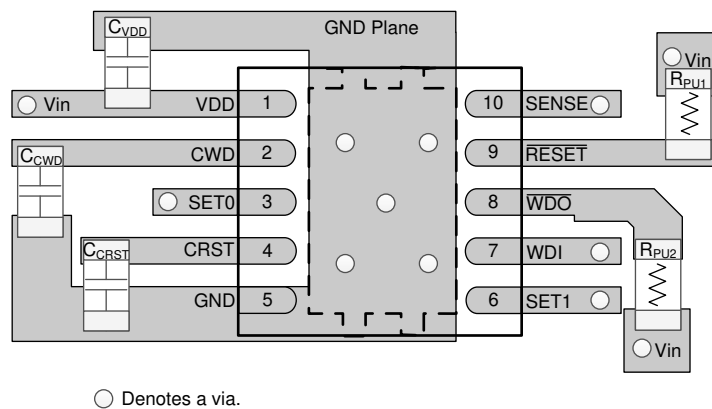 CVDD
GND Plane
Vin
RPU1
Vin
VDD
1
10
SENSE
CCWD
CWD
2
9
RESET
SET0
3
8
WDO
CCRST
CRST
4
7
WDI
RPU2
GND
5
6
SET1
Vin
Denotes a via.